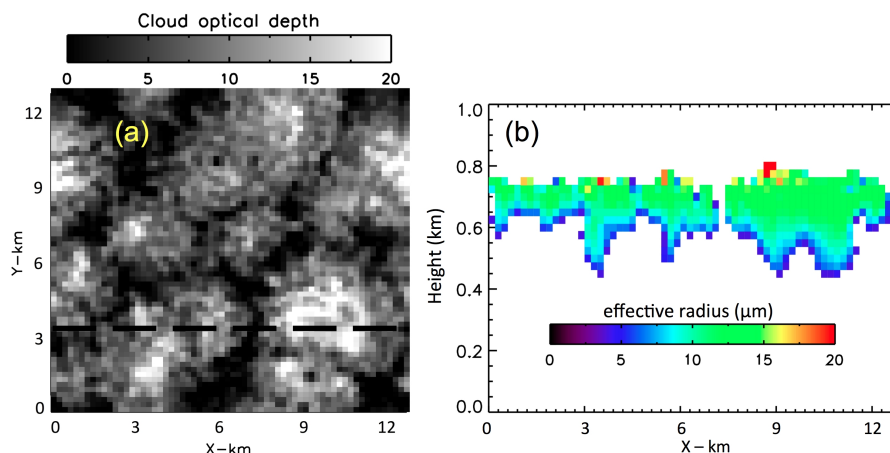 Cloud optical depth
0 5 10 15 20
(a)
12
9
6
3
0
Y-km
0 3 6 9 12
X-km
(b)
1.0
0.8
0.6
0.4
0.2
0.0
Height (km)
effective radius (μm)
0 5 10 15 20
0 3 6 9 12
X-km